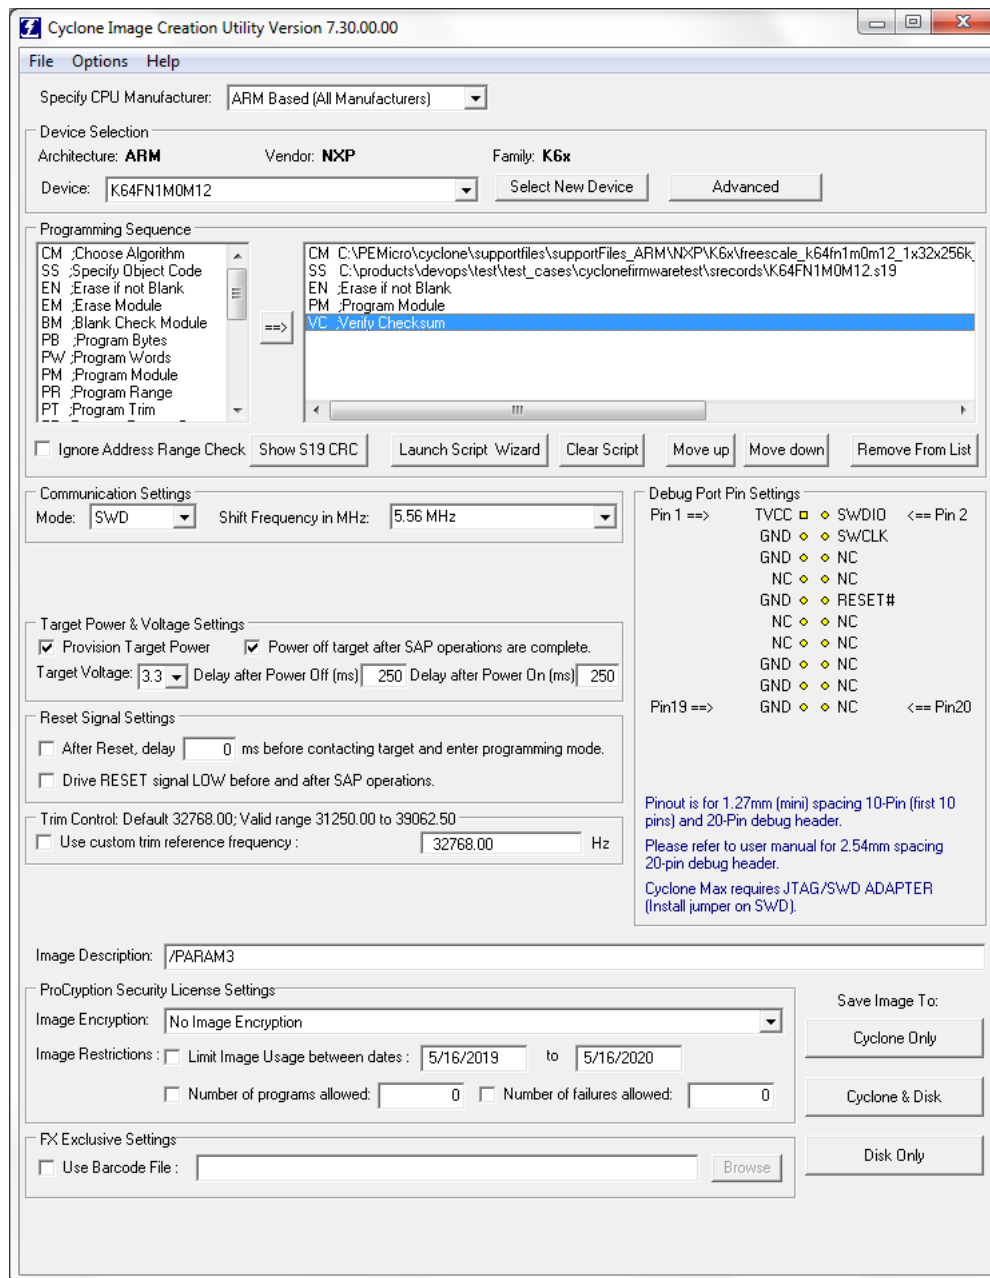 Cyclone Image Creation Utility Version 7.30.00.00
File Options Help
Specify CPU Manufacturer: ARM Based (All Manufacturers)
Device Selection
Architecture: ARM Vendor: NXP Family: K6x
Device: K64FN1M0M12 Select New Device Advanced
Programming Sequence
CM ;Choose Algorithm
SS ;Specify Object Code
EN ;Erase if not Blank
EM ;Erase Module
BM ;Blank Check Module
PB ;Program Bytes
PW ;Program Words
PM ;Program Module
PR ;Program Range
PT ;Program Trim
==>
CM C:\PEMicro\cyclone\supportfiles\supportFiles_ARM\NXP\K6x\freescale_k64fn1m0m12_1x32x256k_
SS C:\products\devops\test\test_cases\cyclonefirmwaretest\srecords\K64FN1M0M12.s19
EN ;Erase if not Blank
PM ;Program Module
VC ;Verify Checksum
Ignore Address Range Check Show S19 CRC Launch Script Wizard Clear Script Move up Move down Remove From List
Communication Settings
Mode: SWD Shift Frequency in MHz: 5.56 MHz
Target Power & Voltage Settings
Provision Target Power Power off target after SAP operations are complete.
Target Voltage: 3.3 Delay after Power Off (ms) 250 Delay after Power On (ms) 250
Reset Signal Settings
After Reset, delay 0 ms before contacting target and enter programming mode.
Drive RESET signal LOW before and after SAP operations.
Trim Control: Default 32768.00; Valid range 31250.00 to 39062.50
Use custom trim reference frequency : 32768.00 Hz
Debug Port Pin Settings
Pin 1 ==> TVCC SWDIO <== Pin 2
GND SWCLK
GND NC
NC NC
GND RESET#
NC NC
NC NC
GND NC
GND NC
Pin19 ==> GND NC <== Pin20
Pinout is for 1.27mm (mini) spacing 10-Pin (first 10
pins) and 20-Pin debug header.
Please refer to user manual for 2.54mm spacing
20-pin debug header.
Cyclone Max requires JTAG/SWD ADAPTER
(Install jumper on SWD).
Image Description: /PARAM3
ProCryption Security License Settings
Image Encryption: No Image Encryption
Image Restrictions : Limit Image Usage between dates : 5/16/2019 to 5/16/2020
Number of programs allowed: 0 Number of failures allowed: 0
Save Image To:
Cyclone Only
Cyclone & Disk
Disk Only
FX Exclusive Settings
Use Barcode File : Browse